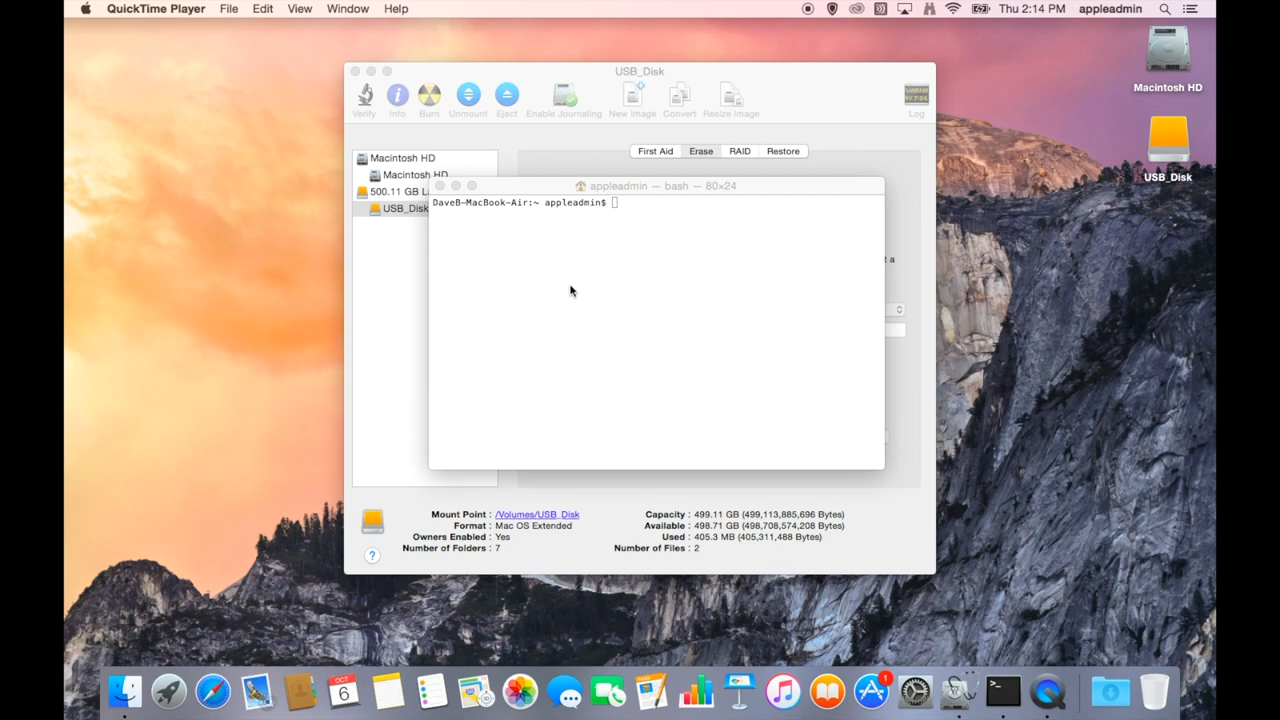 QuickTime Player File Edit View Window Help
Thu 2:14 PM appleadmin
Macintosh HD
USB_Disk
USB_Disk
Verify Info Burn Unmount Eject Enable Journaling New Image Convert Resize Image Log
First Aid Erase RAID Restore
Macintosh HD
Macintosh HD
500.11 GB L
USB_Disk
appleadmin — bash — 80×24
DaveB-MacBook-Air:~ appleadmin$
t a
Mount Point : /Volumes/USB_Disk
Format : Mac OS Extended
Owners Enabled : Yes
Number of Folders : 7
Capacity : 499.11 GB (499,113,885,696 Bytes)
Available : 498.71 GB (498,708,574,208 Bytes)
Used : 405.3 MB (405,311,488 Bytes)
Number of Files : 2
?
OCT
6
1
>_